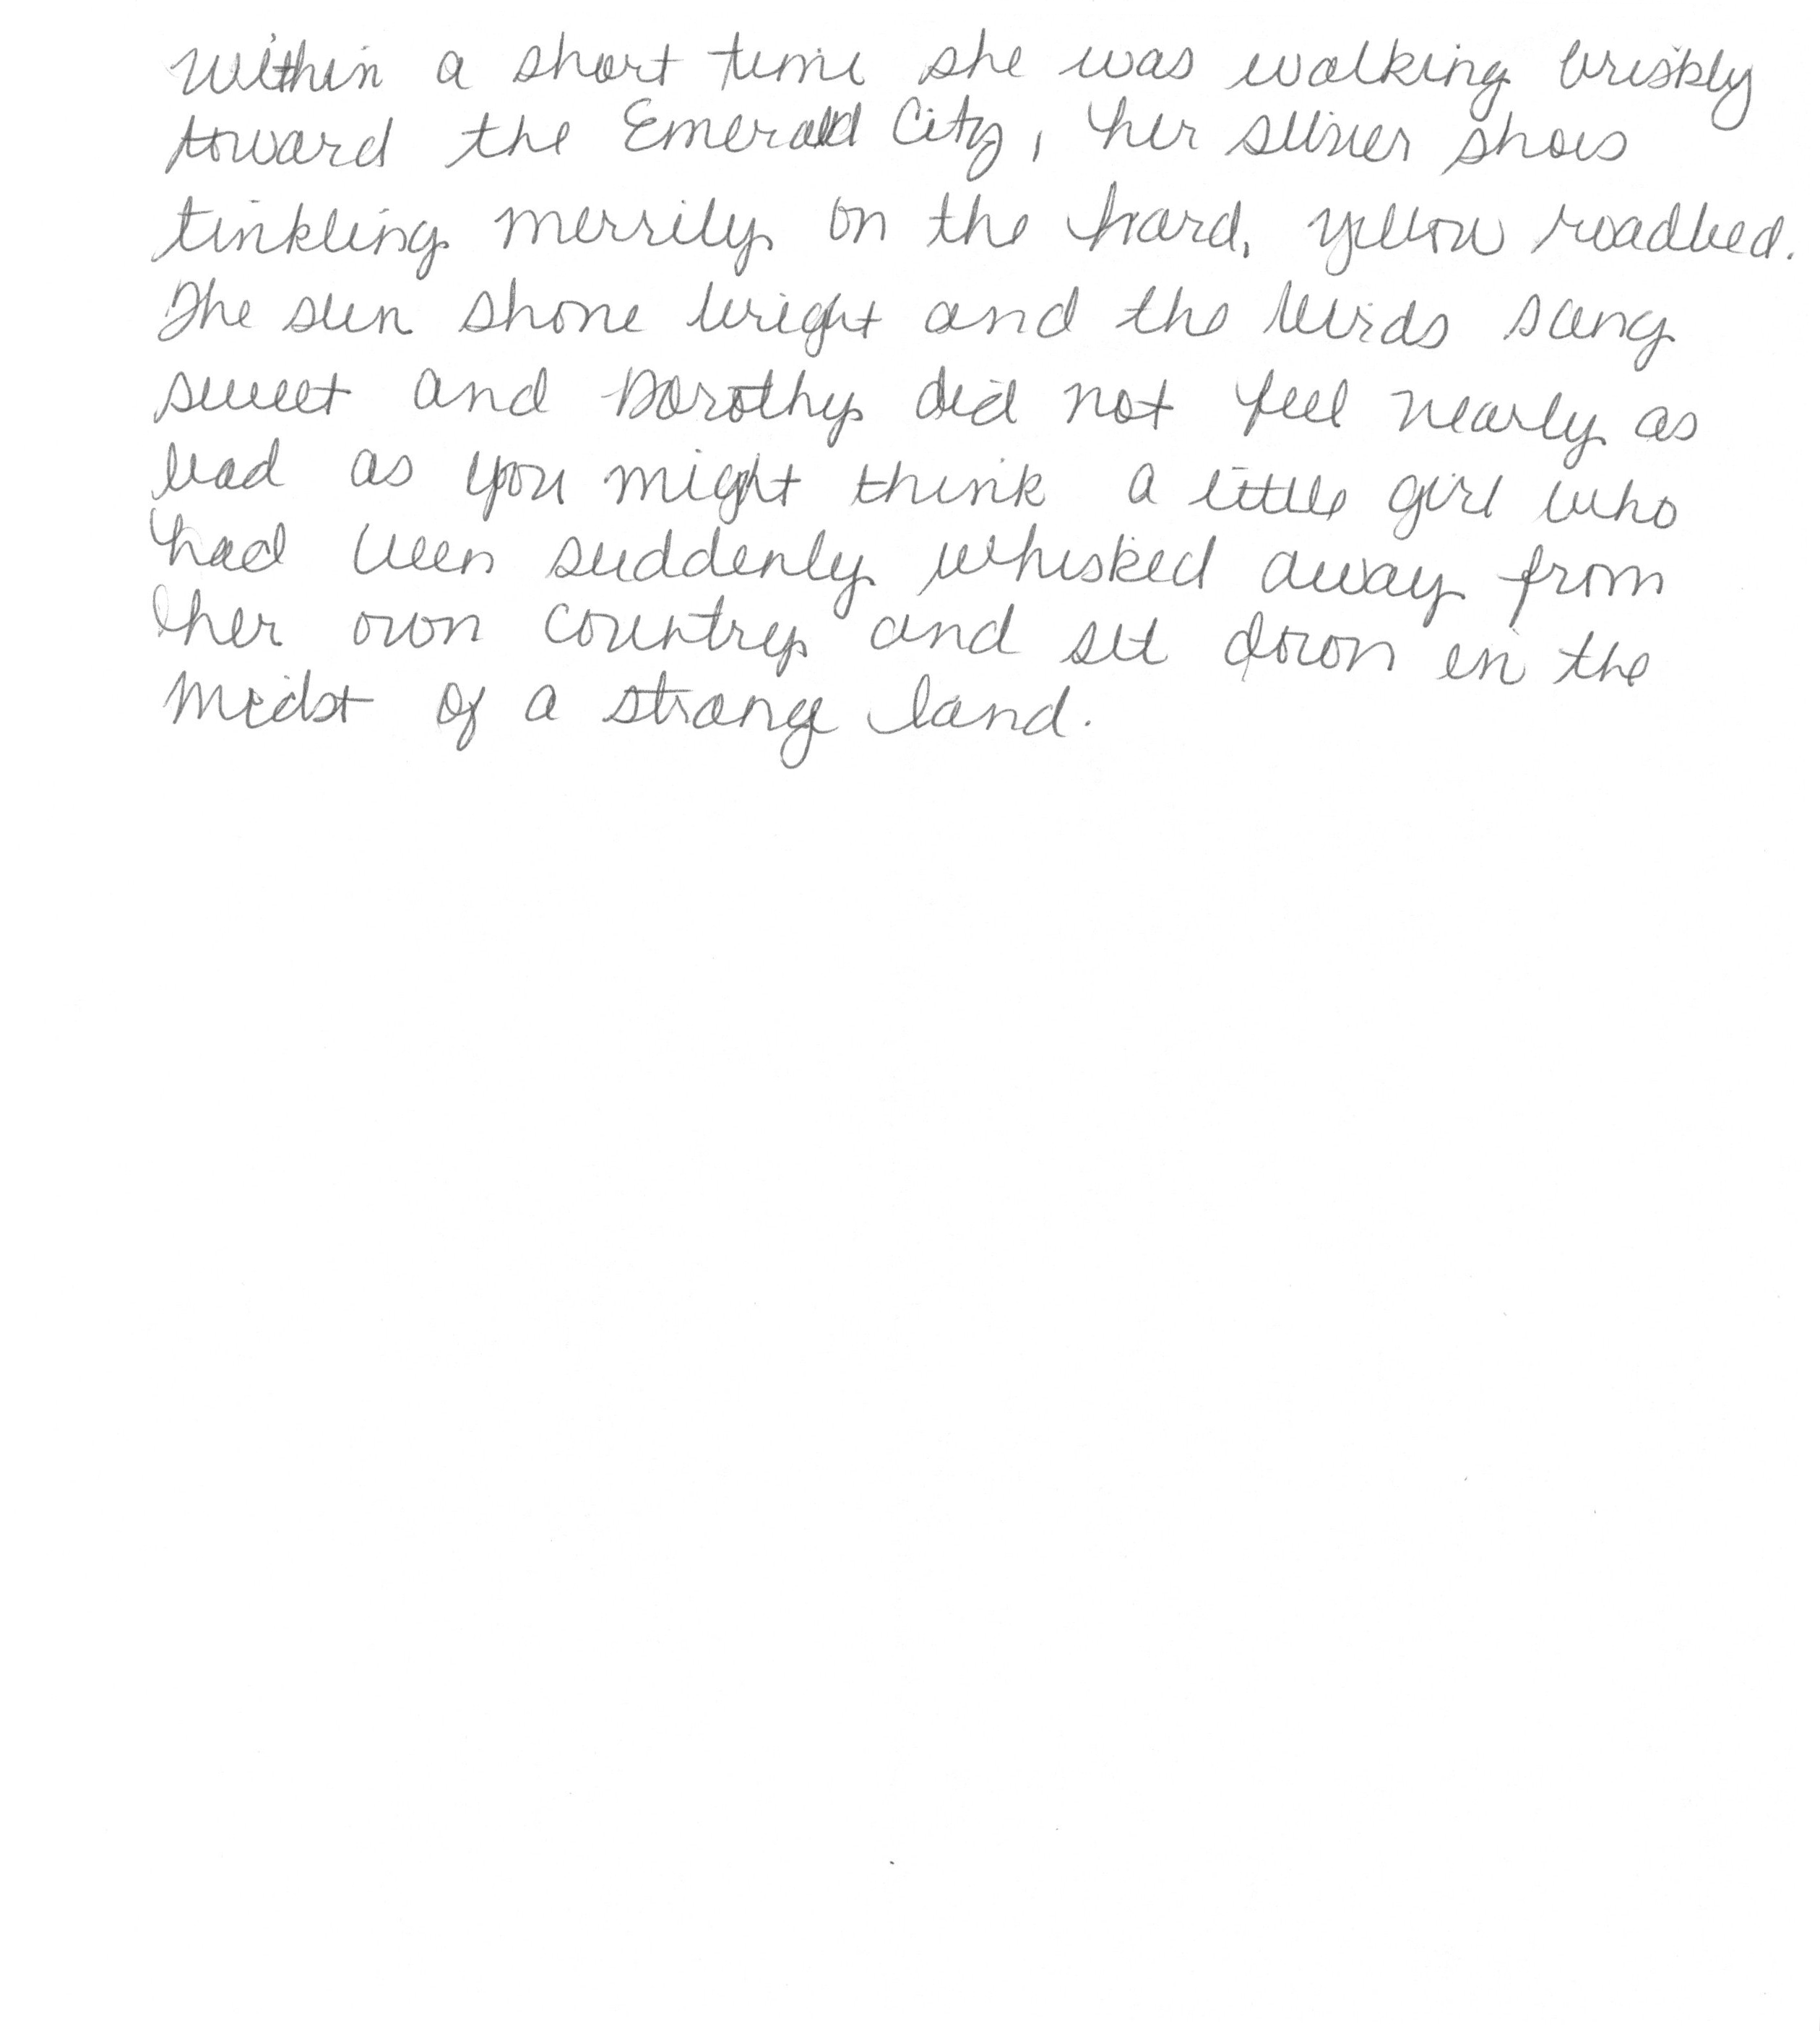 Within a short time she was walking briskly
toward the Emerald City, her silver shoes
tinkling merrily on the hard, yellow roadbed.
The sun shone bright and the birds sang
sweet and Dorothy did not feel nearly as
bad as you might think a little girl who
had been suddenly whisked away from
her own country and set down in the
midst of a strange land.